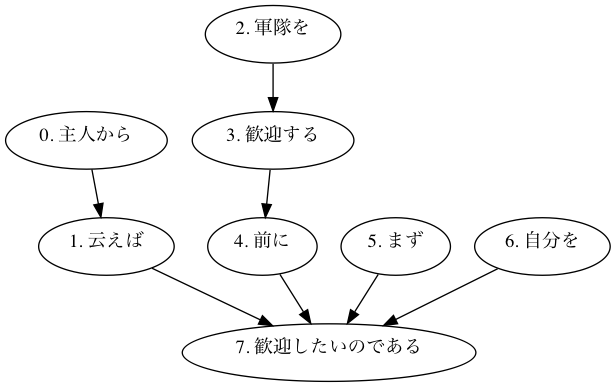 2. 軍隊を
0. 主人から
3. 歓迎する
1. 云えば
4. 前に
5. まず
6. 自分を
7. 歓迎したいのである